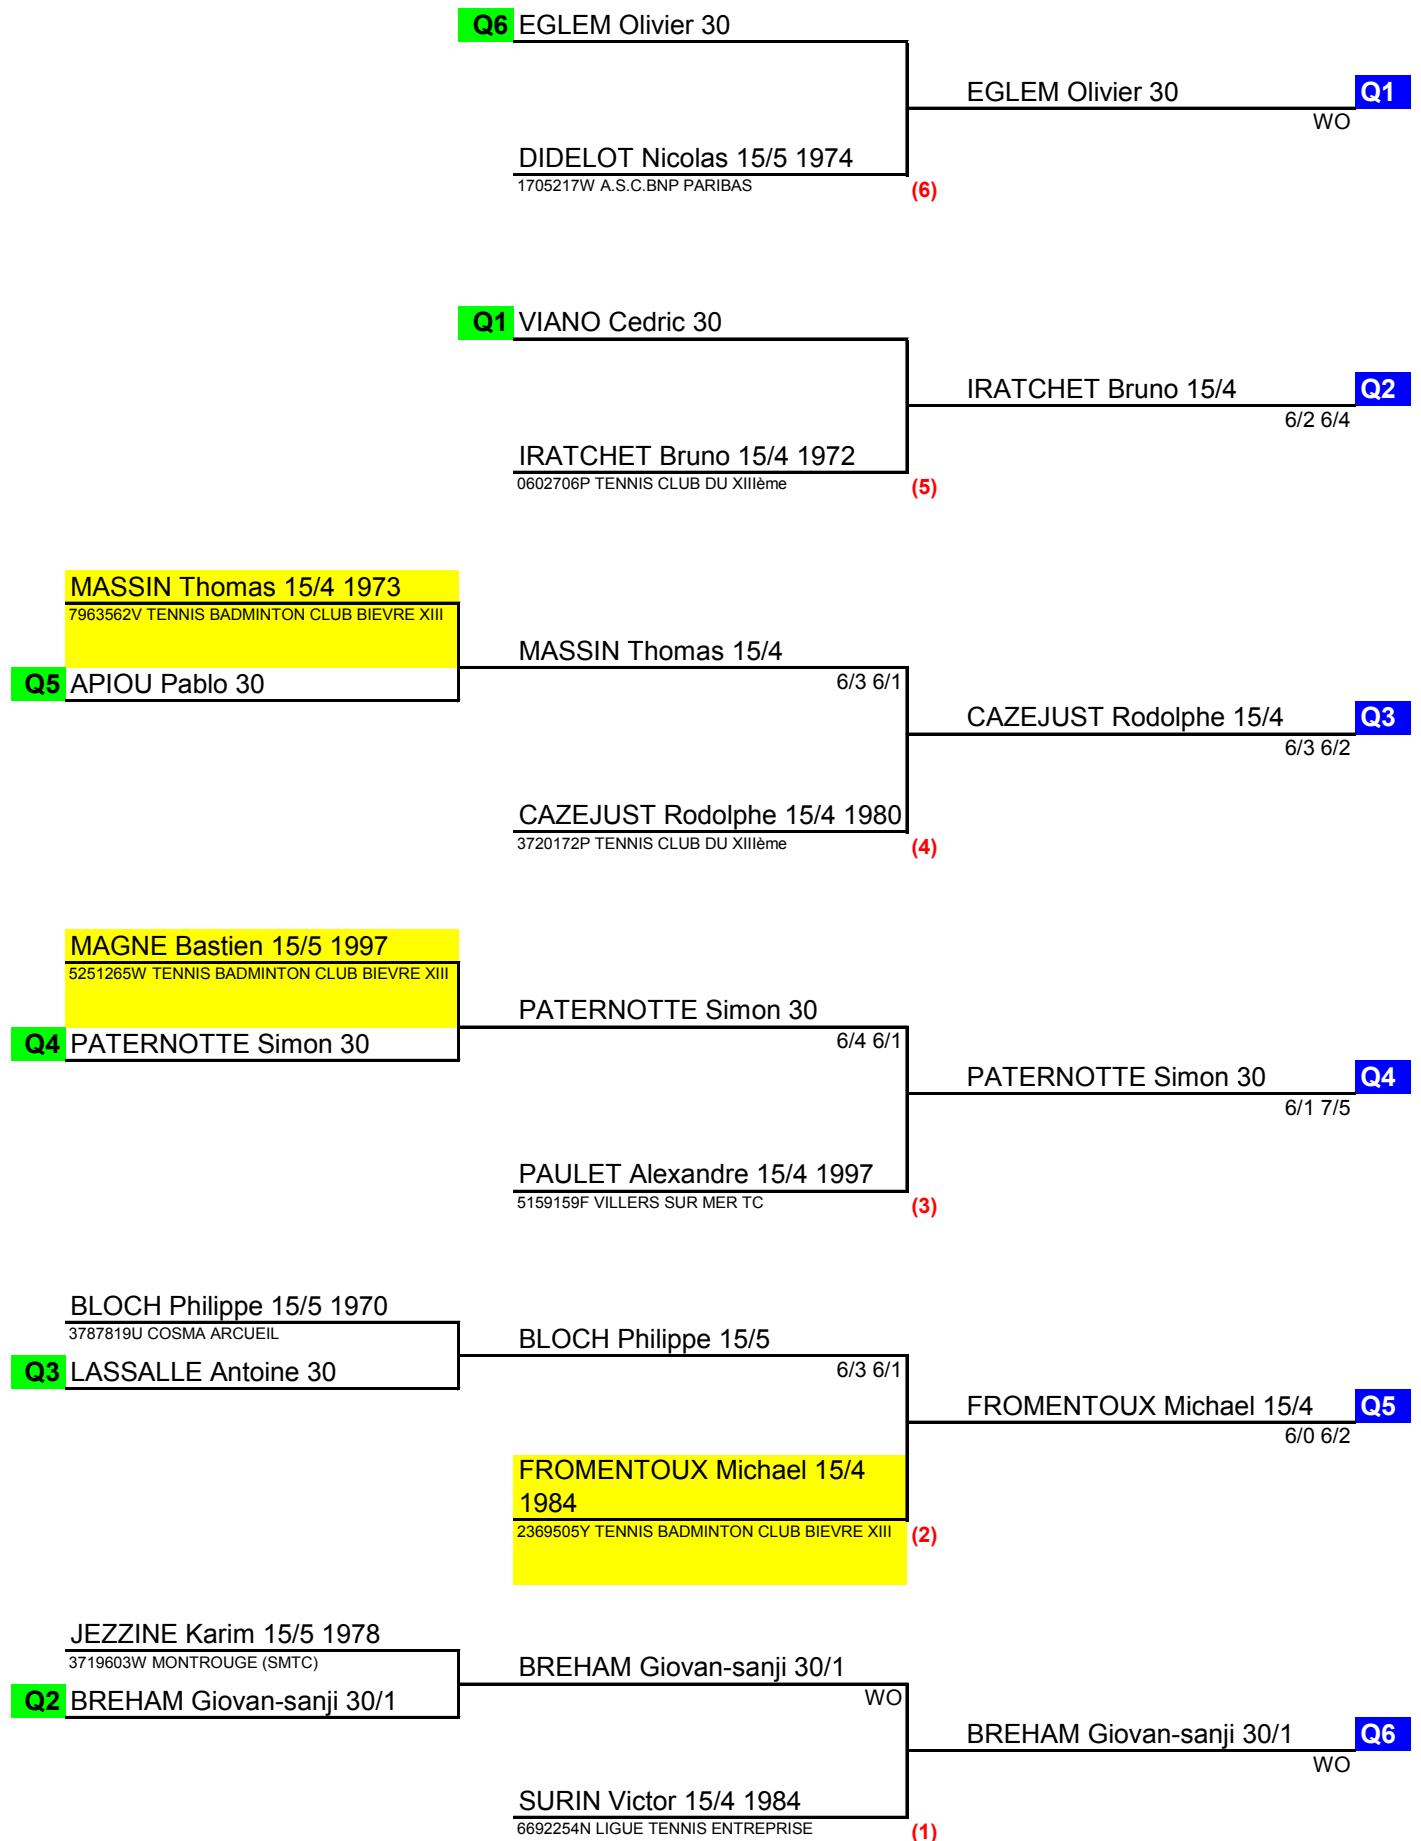 Q6 EGLEM Olivier 30
EGLEM Olivier 30 Q1
WO
DIDELOT Nicolas 15/5 1974
1705217W A.S.C.BNP PARIBAS
(6)
Q1 VIANO Cedric 30
IRATCHET Bruno 15/4 Q2
6/2 6/4
IRATCHET Bruno 15/4 1972
0602706P TENNIS CLUB DU XIIIème
(5)
MASSIN Thomas 15/4 1973
7963562V TENNIS BADMINTON CLUB BIEVRE XIII
MASSIN Thomas 15/4
6/3 6/1
Q5 APIOU Pablo 30
CAZEJUST Rodolphe 15/4 Q3
6/3 6/2
CAZEJUST Rodolphe 15/4 1980
3720172P TENNIS CLUB DU XIIIème
(4)
MAGNE Bastien 15/5 1997
5251265W TENNIS BADMINTON CLUB BIEVRE XIII
PATERNOTTE Simon 30
6/4 6/1
Q4 PATERNOTTE Simon 30
PATERNOTTE Simon 30 Q4
6/1 7/5
PAULET Alexandre 15/4 1997
5159159F VILLERS SUR MER TC
(3)
BLOCH Philippe 15/5 1970
3787819U COSMA ARCUEIL
BLOCH Philippe 15/5
6/3 6/1
Q3 LASSALLE Antoine 30
FROMENTOUX Michael 15/4 Q5
6/0 6/2
FROMENTOUX Michael 15/4
1984
2369505Y TENNIS BADMINTON CLUB BIEVRE XIII
(2)
JEZZINE Karim 15/5 1978
3719603W MONTROUGE (SMTC)
BREHAM Giovan-sanji 30/1
WO
Q2 BREHAM Giovan-sanji 30/1
BREHAM Giovan-sanji 30/1 Q6
WO
SURIN Victor 15/4 1984
6692254N LIGUE TENNIS ENTREPRISE
(1)